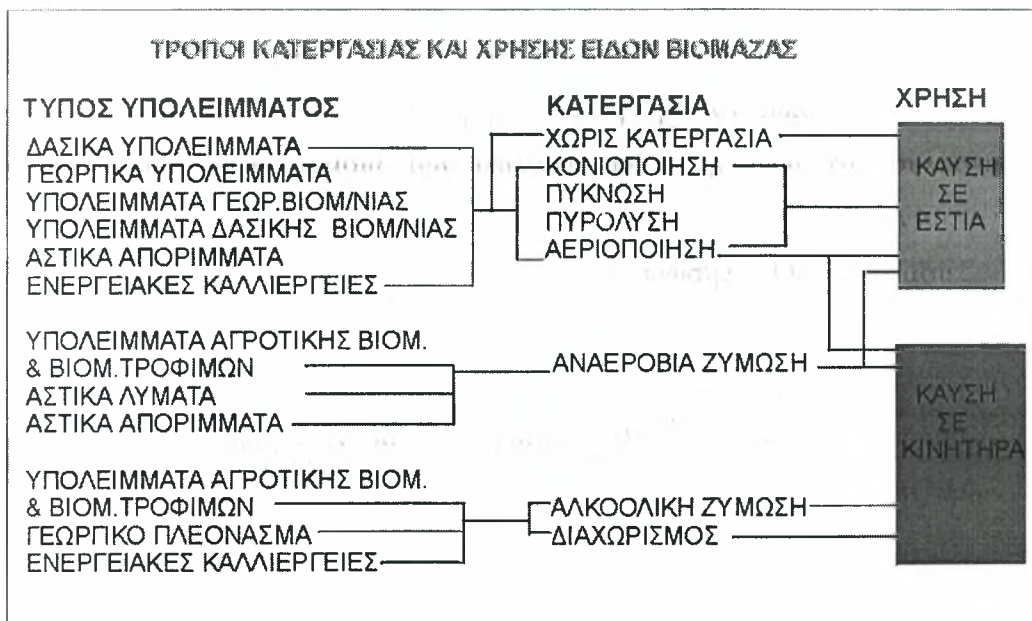 ΤΡΟΠΟΙ ΚΑΤΕΡΓΑΣΙΑΣ ΚΑΙ ΧΡΗΣΗΣ ΕΙΔΩΝ ΒΙΟΜΑΖΑΣ
ΤΥΠΟΣ ΥΠΟΛΕΙΜΜΑΤΟΣ
ΔΑΣΙΚΑ ΥΠΟΛΕΙΜΜΑΤΑ
ΓΕΩΡΓΙΚΑ ΥΠΟΛΕΙΜΜΑΤΑ
ΥΠΟΛΕΙΜΜΑΤΑ ΓΕΩΡ.ΒΙΟΜ/ΝΙΑΣ
ΥΠΟΛΕΙΜΜΑΤΑ ΔΑΣΙΚΗΣ ΒΙΟΜ/ΝΙΑΣ
ΑΣΤΙΚΑ ΑΠΟΡΙΜΜΑΤΑ
ΕΝΕΡΓΕΙΑΚΕΣ ΚΑΛΛΙΕΡΓΕΙΕΣ
ΥΠΟΛΕΙΜΜΑΤΑ ΑΓΡΟΤΙΚΗΣ ΒΙΟΜ.
& ΒΙΟΜ.ΤΡΟΦΙΜΩΝ
ΑΣΤΙΚΑ ΛΥΜΑΤΑ
ΑΣΤΙΚΑ ΑΠΟΡΙΜΜΑΤΑ
ΥΠΟΛΕΙΜΜΑΤΑ ΑΓΡΟΤΙΚΗΣ ΒΙΟΜ.
& ΒΙΟΜ.ΤΡΟΦΙΜΩΝ
ΓΕΩΡΓΙΚΟ ΠΛΕΟΝΑΣΜΑ
ΕΝΕΡΓΕΙΑΚΕΣ ΚΑΛΛΙΕΡΓΕΙΕΣ
ΚΑΤΕΡΓΑΣΙΑ
ΧΩΡΙΣ ΚΑΤΕΡΓΑΣΙΑ
ΚΟΝΙΟΠΟΙΗΣΗ
ΠΥΚΝΩΣΗ
ΠΥΡΟΛΥΣΗ
ΑΕΡΙΟΠΟΙΗΣΗ
ΑΝΑΕΡΟΒΙΑ ΖΥΜΩΣΗ
ΑΛΚΟΟΛΙΚΗ ΖΥΜΩΣΗ
ΔΙΑΧΩΡΙΣΜΟΣ
ΧΡΗΣΗ
ΚΑΥΣΗ
ΣΕ
ΕΣΤΙΑ
ΚΑΥΣΗ
ΣΕ
ΚΙΝΗΤΗΡΑ